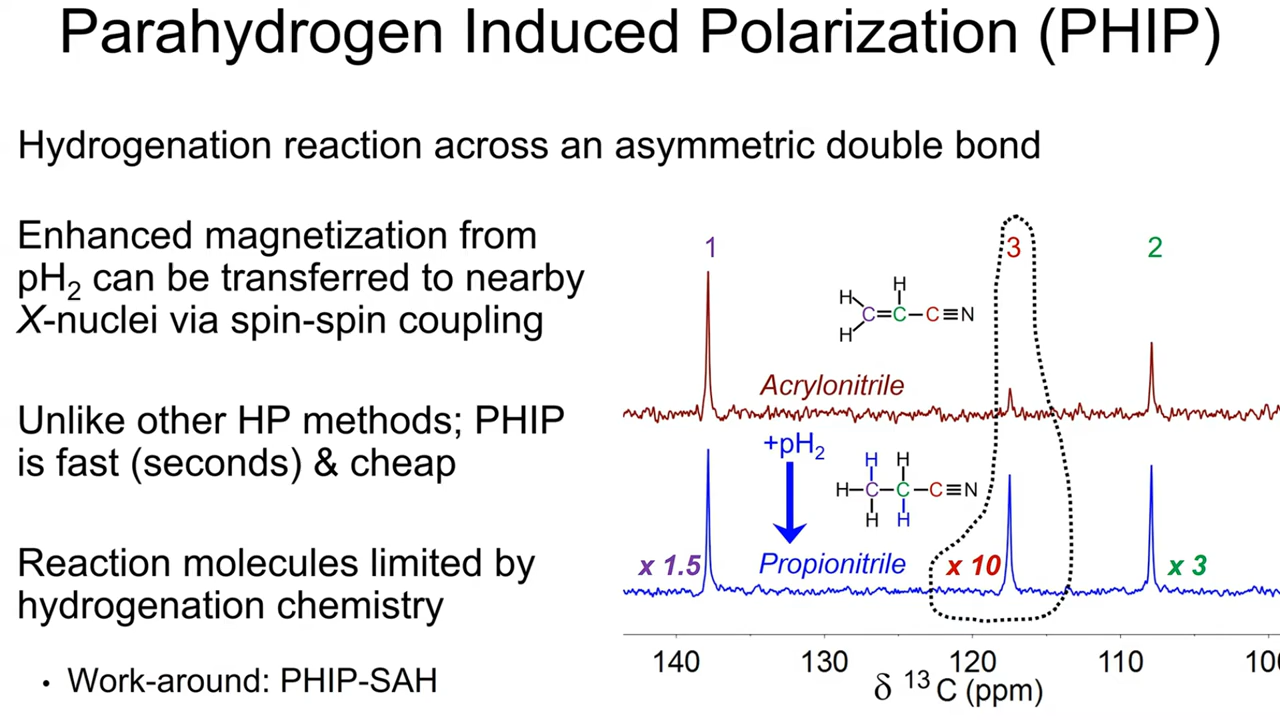 Parahydrogen Induced Polarization (PHIP)
Hydrogenation reaction across an asymmetric double bond
Enhanced magnetization from
pH₂ can be transferred to nearby
X-nuclei via spin-spin coupling
Unlike other HP methods; PHIP
is fast (seconds) & cheap
Reaction molecules limited by
hydrogenation chemistry
• Work-around: PHIP-SAH
1 3 2
H
H
C=C–C≡N
H
Acrylonitrile
+pH₂
H H
H–C–C–C≡N
H H
Propionitrile
x 1.5 x 10 x 3
140 130 120 110 100
δ ¹³C (ppm)